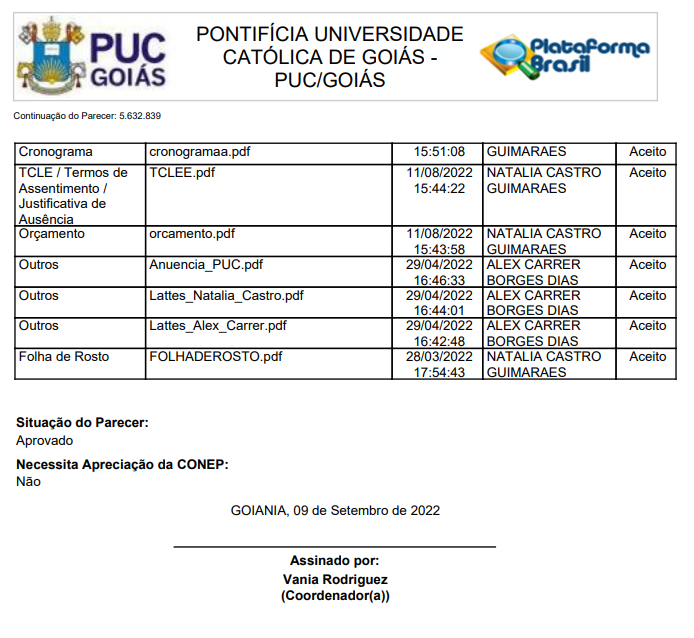 PUC
GOIÁS
PONTIFÍCIA UNIVERSIDADE
CATÓLICA DE GOIÁS -
PUC/GOIÁS
Plataforma
Brasil
Continuação do Parecer: 5.632.839
Cronograma cronogramaa.pdf 15:51:08 GUIMARAES Aceito
TCLE / Termos de TCLEE.pdf 11/08/2022 NATALIA CASTRO Aceito
Assentimento / 15:44:22 GUIMARAES
Justificativa de
Ausência
Orçamento orcamento.pdf 11/08/2022 NATALIA CASTRO Aceito
15:43:58 GUIMARAES
Outros Anuencia_PUC.pdf 29/04/2022 ALEX CARRER Aceito
16:46:33 BORGES DIAS
Outros Lattes_Natalia_Castro.pdf 29/04/2022 ALEX CARRER Aceito
16:44:01 BORGES DIAS
Outros Lattes_Alex_Carrer.pdf 29/04/2022 ALEX CARRER Aceito
16:42:48 BORGES DIAS
Folha de Rosto FOLHADEROSTO.pdf 28/03/2022 NATALIA CASTRO Aceito
17:54:43 GUIMARAES
Situação do Parecer:
Aprovado
Necessita Apreciação da CONEP:
Não
GOIANIA, 09 de Setembro de 2022
Assinado por:
Vania Rodriguez
(Coordenador(a))